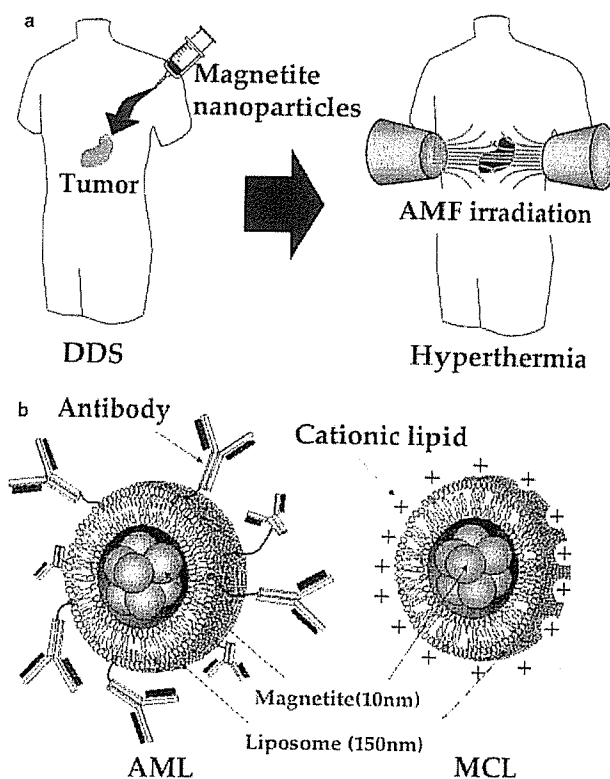 a
Magnetite
nanoparticles
Tumor
AMF irradiation
DDS
Hyperthermia
b
Antibody
Cationic lipid
+ + + + + + + + + + + + +
Magnetite(10nm)
Liposome (150nm)
AML
MCL